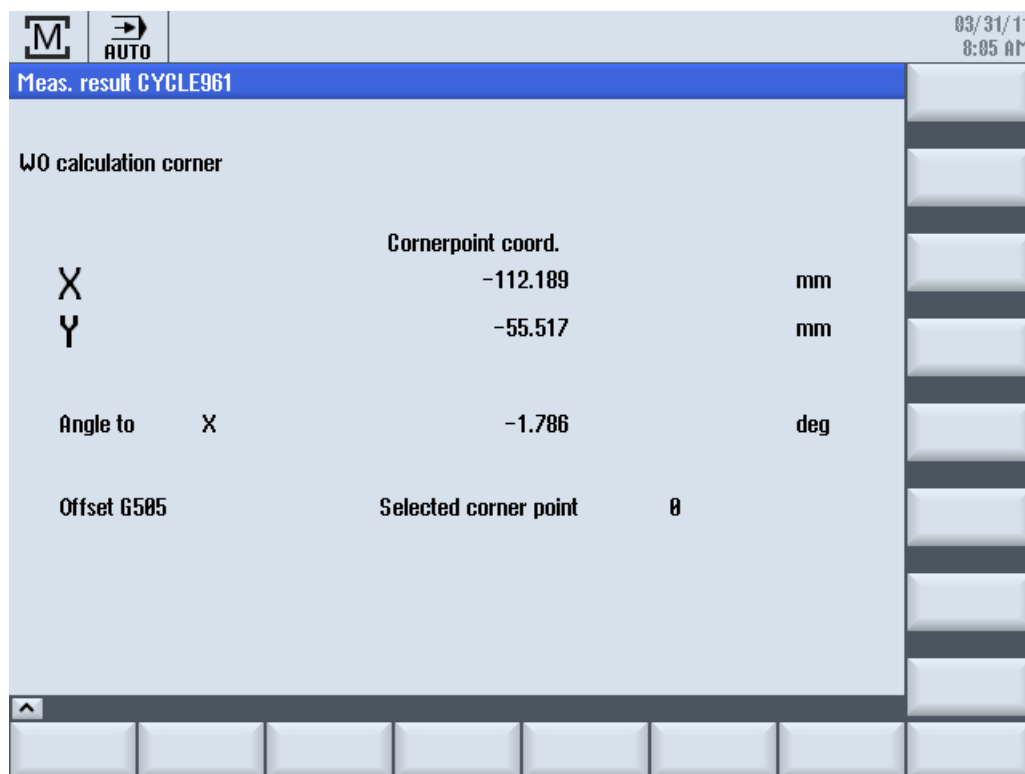 M
AUTO
03/31/1
8:05 AM
Meas. result CYCLE961
WO calculation corner
Cornerpoint coord.
X -112.189 mm
Y -55.517 mm
Angle to X -1.786 deg
Offset G505 Selected corner point 0